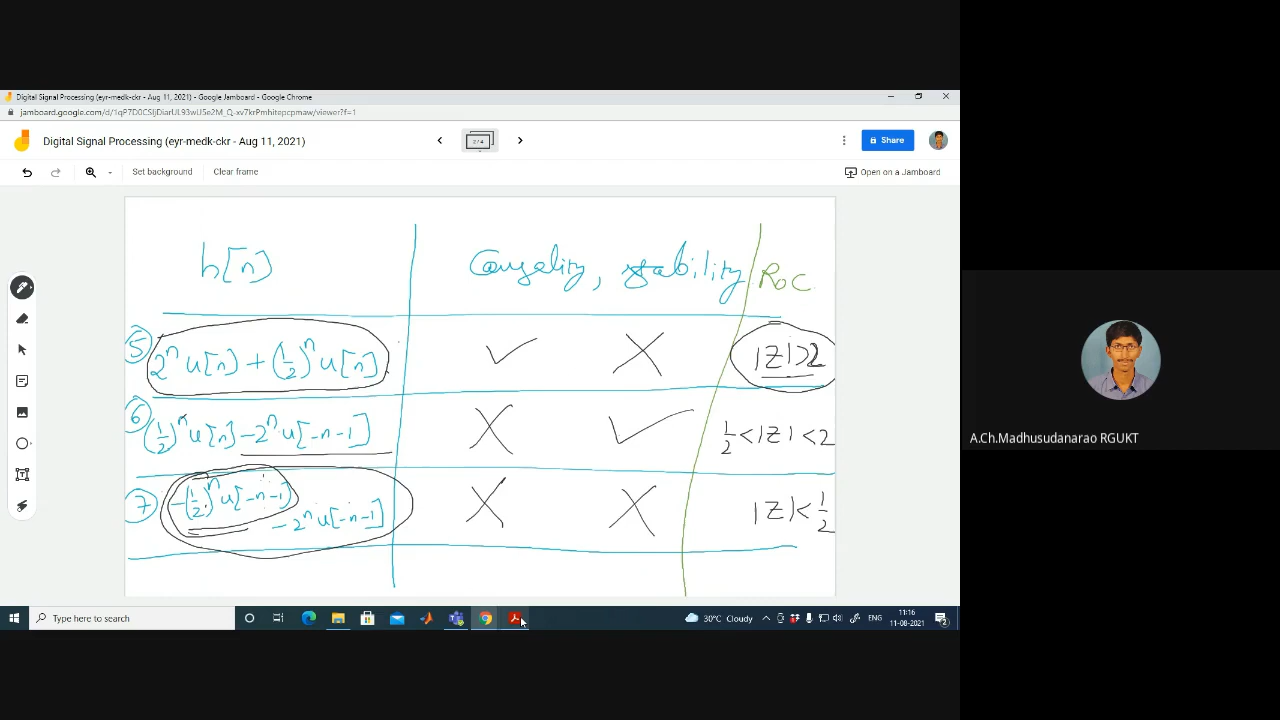 Digital Signal Processing (eyr-medk-ckr - Aug 11, 2021) - Google Jamboard - Google Chrome
Digital Signal Processing (eyr-medk-ckr - Aug 11, 2021)
2 / 4
Share
Set background
Clear frame
Open on a Jamboard
h[n] Causality, stability ROC
5 2^n u[n] + (1/2)^n u[n] ✓ X |Z|>2
6 (1/2)^n u[n] - 2^n u[-n-1] X ✓ 1/2 < |Z| < 2
7 -(1/2)^n u[-n-1] X X |Z| < 1/2
- 2^n u[-n-1]
A.Ch.Madhusudanarao RGUKT
Type here to search
30°C Cloudy
ENG
11:16
11-08-2021
2